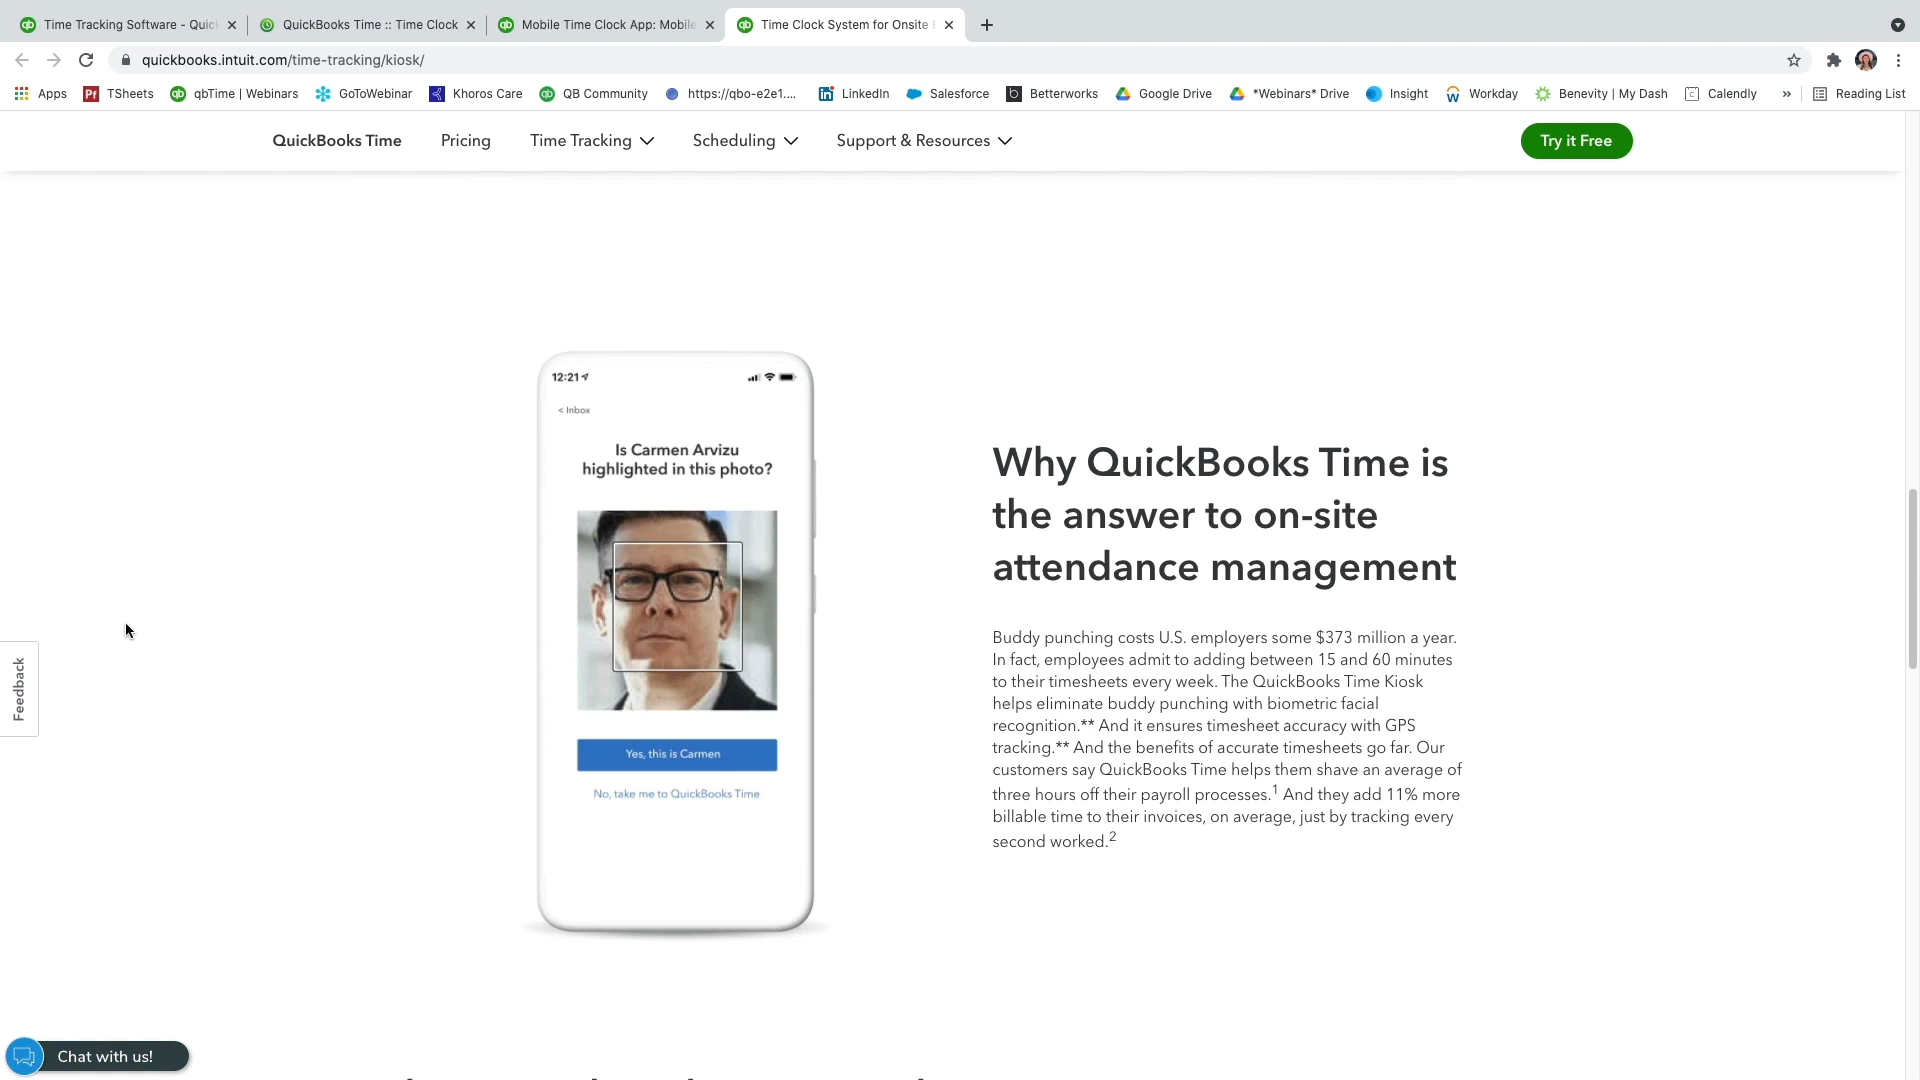 Time Tracking Software - Quic
QuickBooks Time :: Time Clock
Mobile Time Clock App: Mobile
Time Clock System for Onsite
quickbooks.intuit.com/time-tracking/kiosk/
Apps
TSheets
qbTime | Webinars
GoToWebinar
Khoros Care
QB Community
https://qbo-e2e1....
LinkedIn
Salesforce
Betterworks
Google Drive
*Webinars* Drive
Insight
Workday
Benevity | My Dash
Calendly
»
Reading List
QuickBooks Time
Pricing
Time Tracking
Scheduling
Support & Resources
Try it Free
12:21
< Inbox
Is Carmen Arvizu
highlighted in this photo?
Yes, this is Carmen
No, take me to QuickBooks Time
Why QuickBooks Time is
the answer to on-site
attendance management
Buddy punching costs U.S. employers some $373 million a year.
In fact, employees admit to adding between 15 and 60 minutes
to their timesheets every week. The QuickBooks Time Kiosk
helps eliminate buddy punching with biometric facial
recognition.** And it ensures timesheet accuracy with GPS
tracking.** And the benefits of accurate timesheets go far. Our
customers say QuickBooks Time helps them shave an average of
three hours off their payroll processes.1 And they add 11% more
billable time to their invoices, on average, just by tracking every
second worked.2
Feedback
Chat with us!